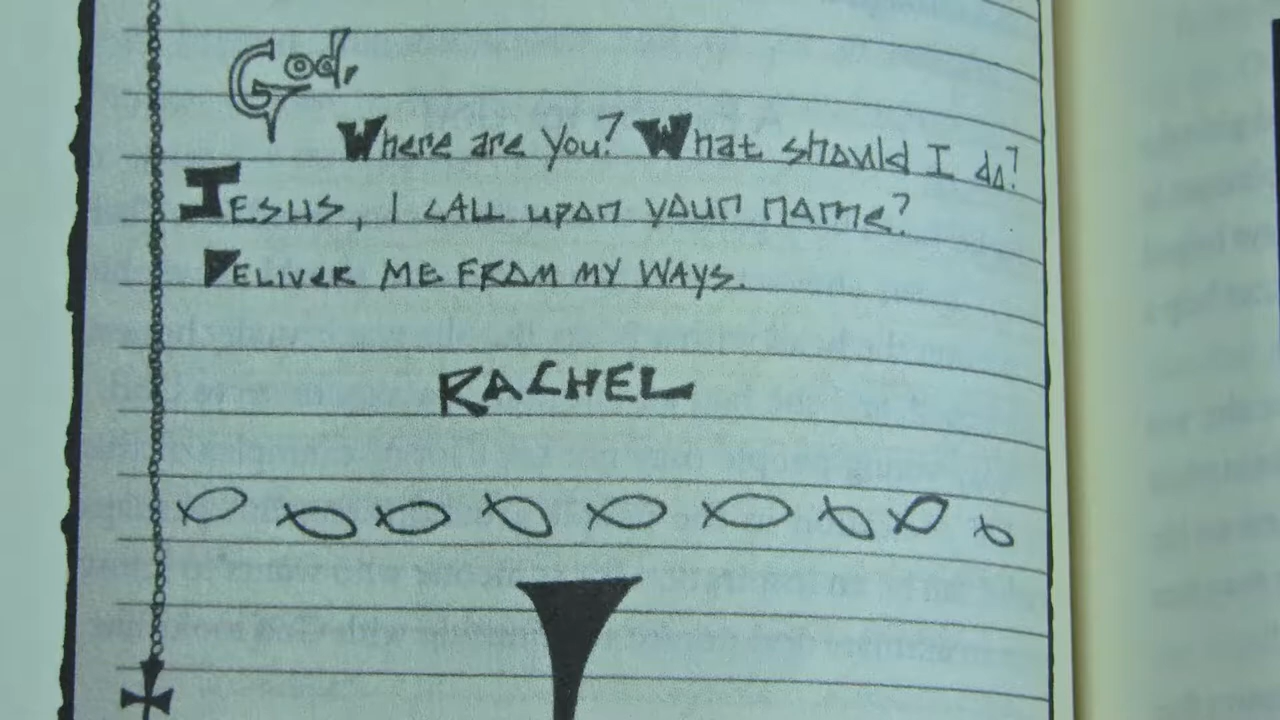 God,
Where are You? What should I do?
Jesus, I call upon your name?
Deliver me from my ways.
Rachel